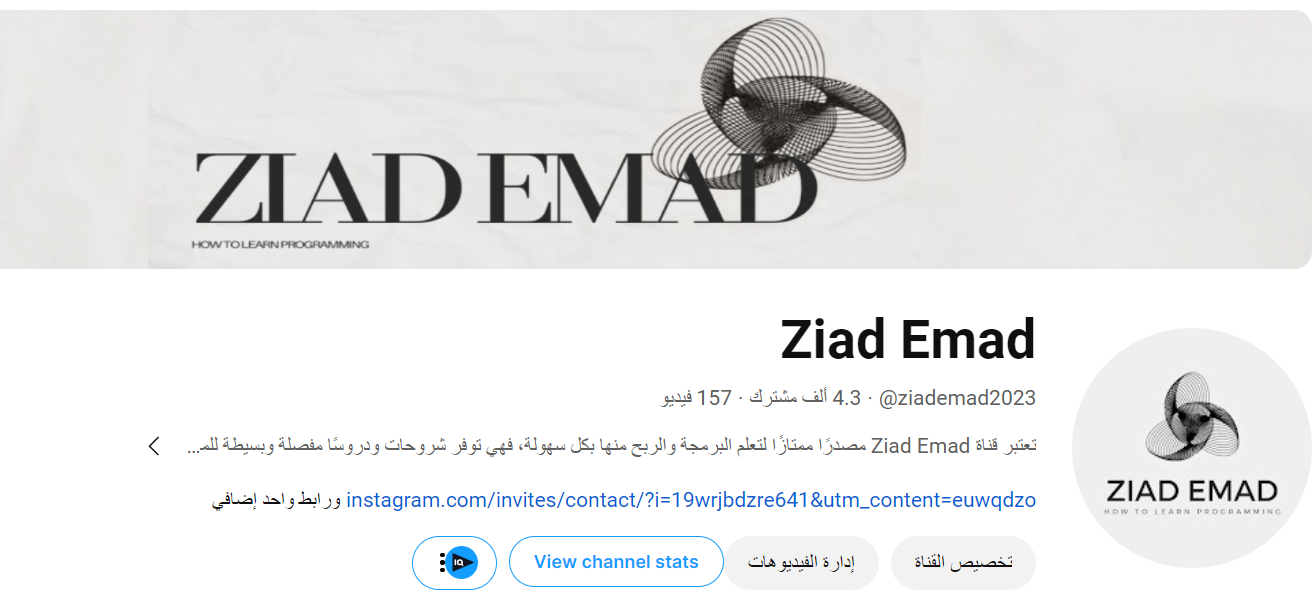 ZIAD EMAD
HOW TO LEARN PROGRAMMING
Ziad Emad
@ziademad2023 · 4.3 ألف مشترك · 157 فيديو
تعتبر قناة Ziad Emad مصدرًا ممتازًا لتعلم البرمجة والربح منها بكل سهولة، فهي توفر شروحات ودروسًا مفصلة وبسيطة للمـ...
instagram.com/invites/contact/?i=19wrjbdzre641&utm_content=euwqdzo ورابط واحد إضافي
تخصيص القناة
إدارة الفيديوهات
View channel stats
IQ
ZIAD EMAD
HOW TO LEARN PROGRAMMING